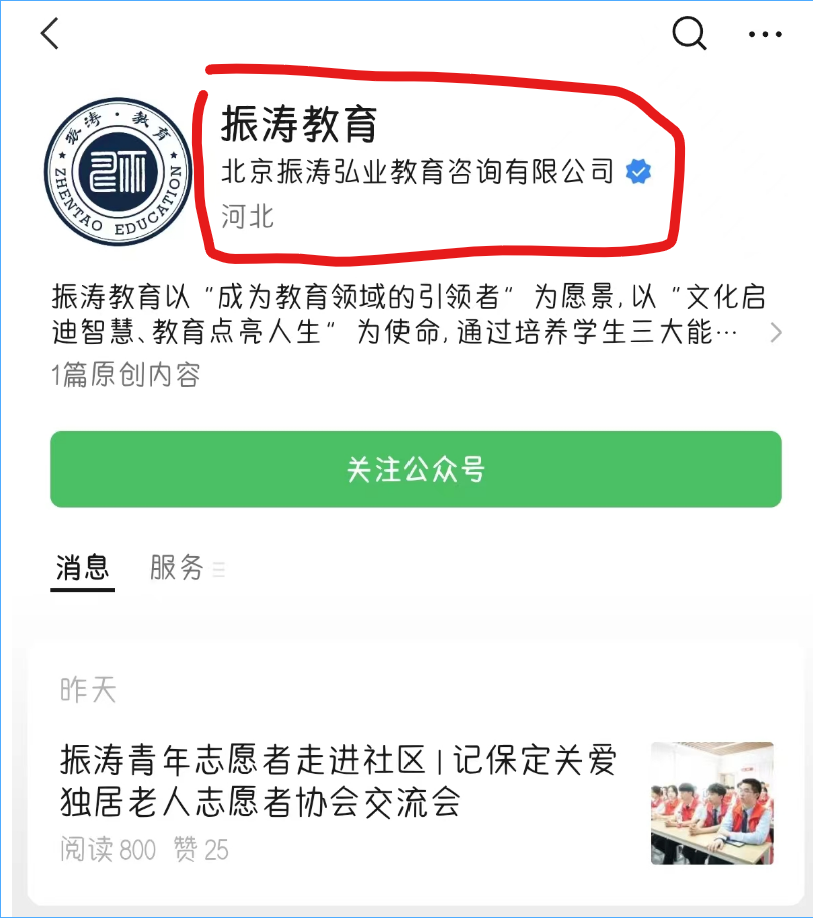 振涛·教育
ZHENTAO EDUCATION
振涛教育
北京振涛弘业教育咨询有限公司
河北
振涛教育以“成为教育领域的引领者“为愿景,以“文化启
迪智慧、教育点亮人生“为使命,通过培养学生三大能…
1篇原创内容
关注公众号
消息 服务
昨天
振涛青年志愿者走进社区|记保定关爱
独居老人志愿者协会交流会
阅读 800 赞 25